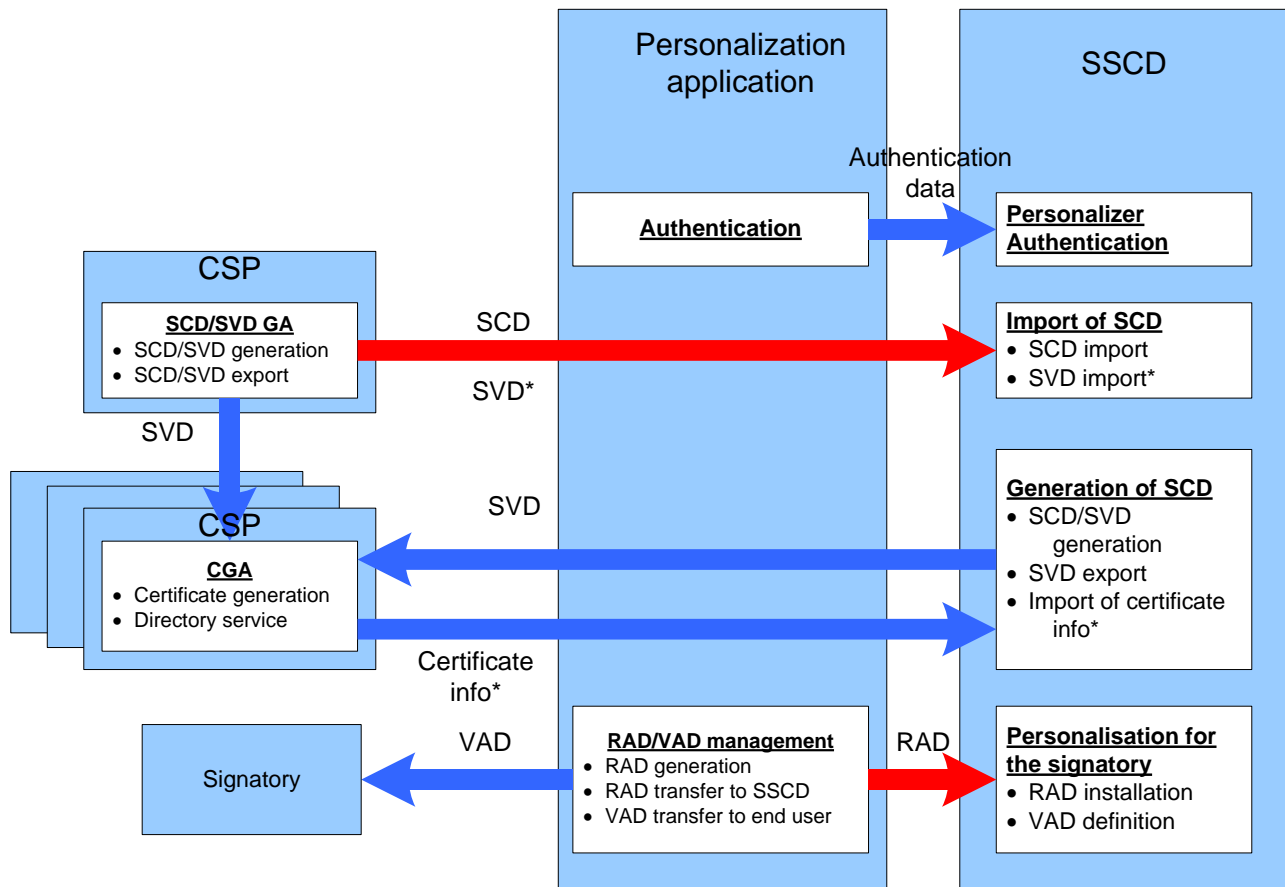 Personalization
application
SSCD
Authentication
data
Authentication
Personalizer
Authentication
CSP
SCD/SVD GA
• SCD/SVD generation
• SCD/SVD export
SCD
SVD*
Import of SCD
• SCD import
• SVD import*
SVD
CSP
CGA
• Certificate generation
• Directory service
SVD
Generation of SCD
• SCD/SVD
generation
• SVD export
• Import of certificate
info*
Certificate
info*
Signatory
VAD
RAD/VAD management
• RAD generation
• RAD transfer to SSCD
• VAD transfer to end user
RAD
Personalisation for
the signatory
• RAD installation
• VAD definition